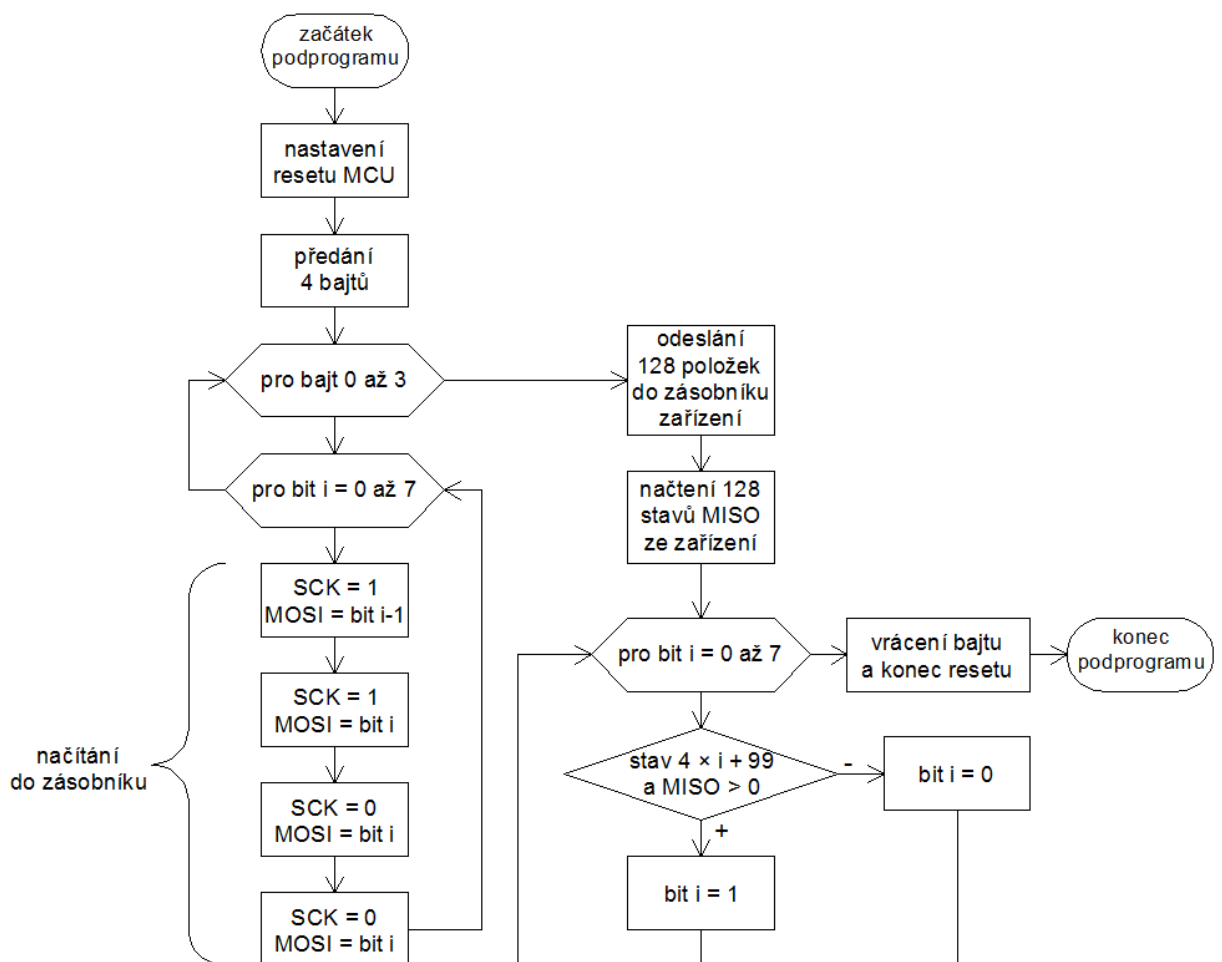 začátek
podprogramu
nastavení
resetu MCU
předání
4 bajtů
pro bajt 0 až 3
pro bit i = 0 až 7
SCK = 1
MOSI = bit i-1
SCK = 1
MOSI = bit i
SCK = 0
MOSI = bit i
SCK = 0
MOSI = bit i
načítání
do zásobníku
odeslání
128 položek
do zásobníku
zařízení
načtení 128
stavů MISO
ze zařízení
pro bit i = 0 až 7
vrácení bajtu
a konec resetu
konec
podprogramu
stav 4 × i + 99
a MISO > 0
-
bit i = 0
+
bit i = 1